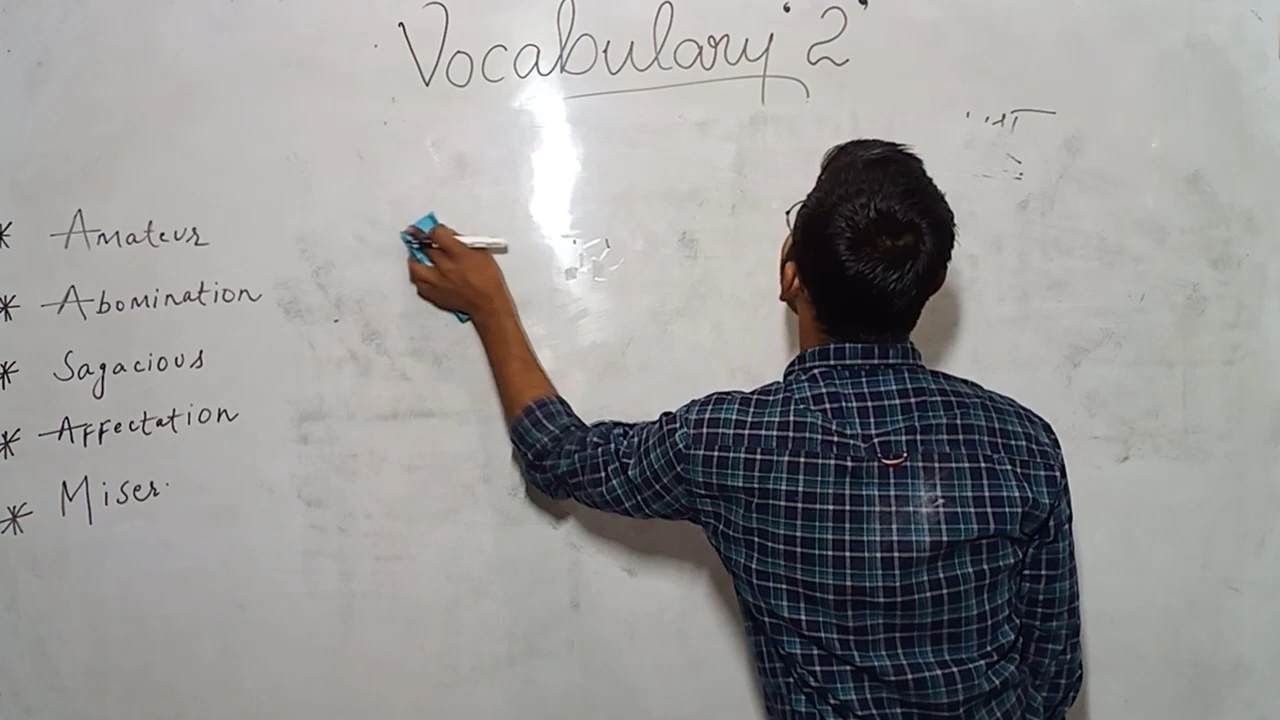 Vocabulary '2'
* Amateur
* Abomination
* Sagacious
* Affectation
* Miser.